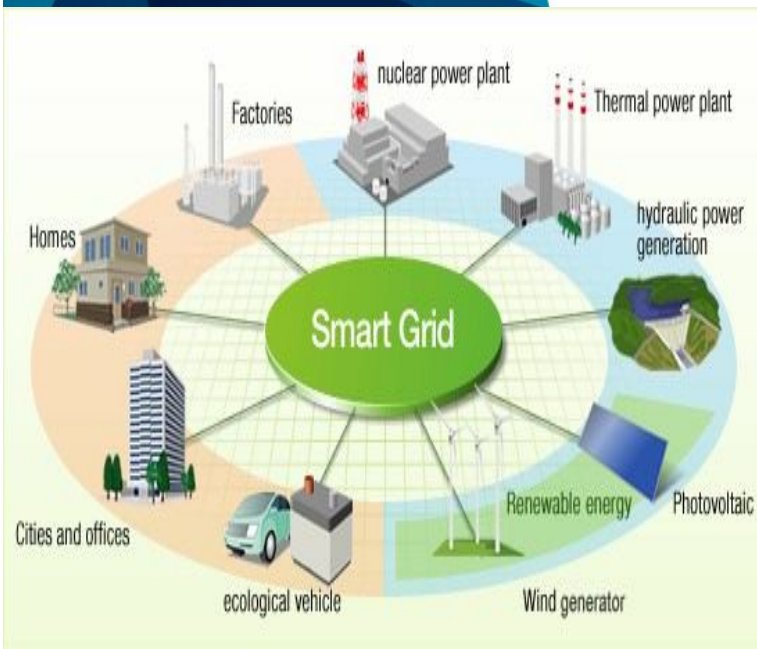 nuclear power plant
Factories
Thermal power plant
Homes
hydraulic power
generation
Smart Grid
Renewable energy
Photovoltaic
Cities and offices
ecological vehicle
Wind generator